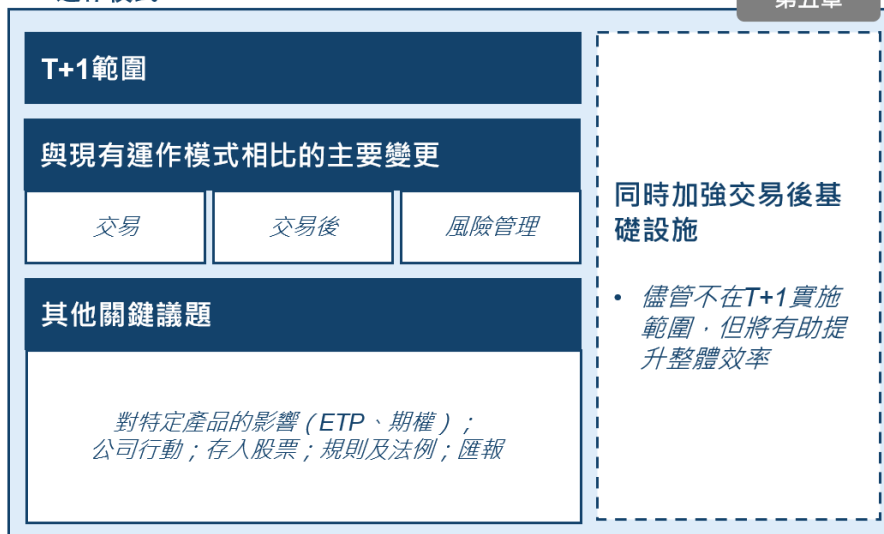 運作模式
第五章
T+1範圍
與現有運作模式相比的主要變更
交易
交易後
風險管理
其他關鍵議題
對特定產品的影響（ETP、期權）；
公司行動；存入股票；規則及法例；匯報
同時加強交易後基
礎設施
• 儘管不在T+1實施
範圍，但將有助提
升整體效率